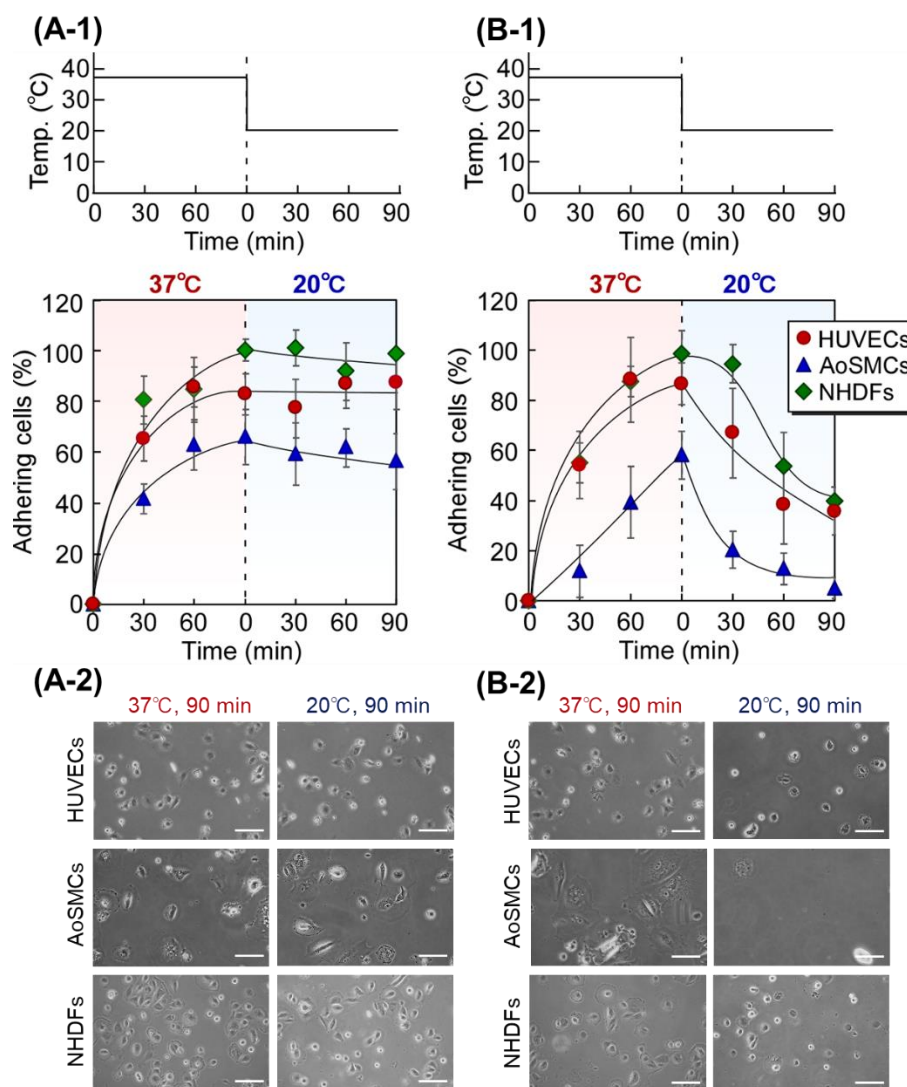 (A-1)
Temp. (°C)
40
30
20
10
0
0 30 60 0 30 60 90
Time (min)
37°C 20°C
Adhering cells (%)
120
100
80
60
40
20
0
0 30 60 0 30 60 90
Time (min)
(B-1)
Temp. (°C)
40
30
20
10
0
0 30 60 0 30 60 90
Time (min)
37°C 20°C
HUVECs
AoSMCs
NHDFs
Adhering cells (%)
120
100
80
60
40
20
0
0 30 60 0 30 60 90
Time (min)
(A-2)
37℃, 90 min 20℃, 90 min
HUVECs
AoSMCs
NHDFs
(B-2)
37℃, 90 min 20℃, 90 min
HUVECs
AoSMCs
NHDFs